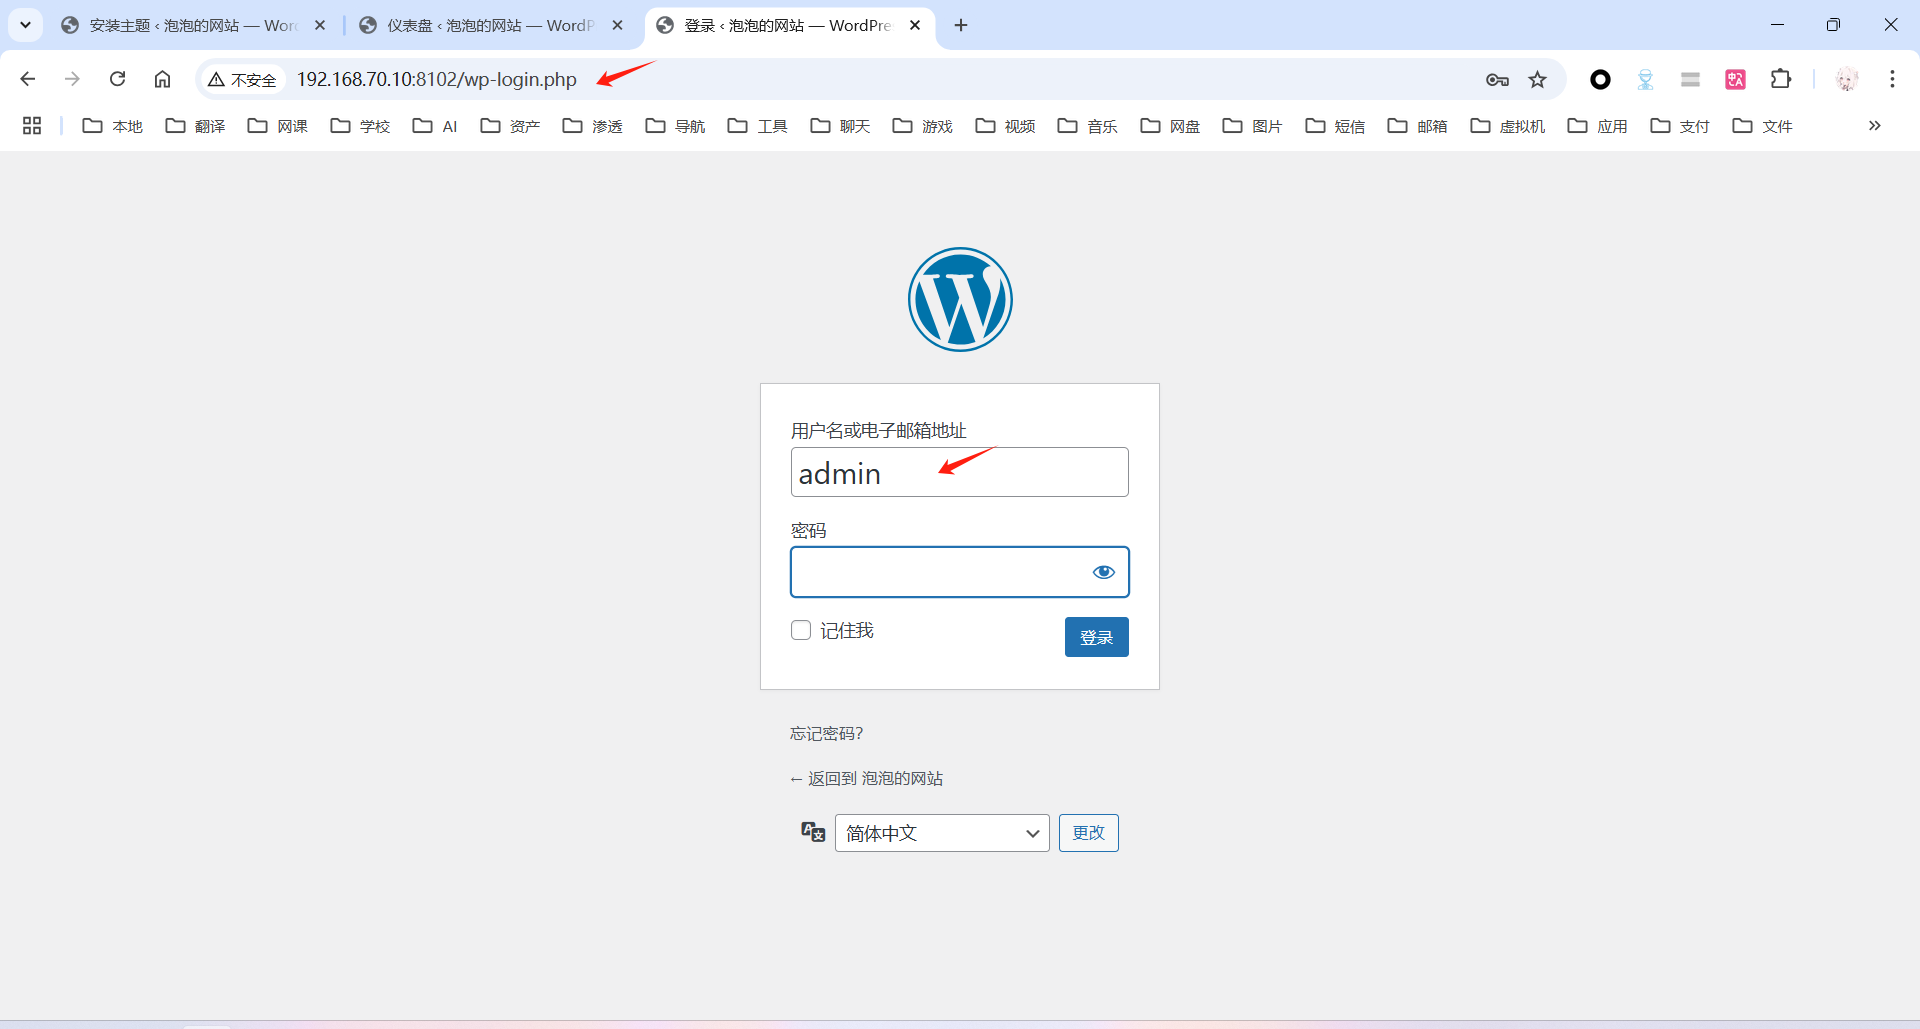 安装主题 ‹ 泡泡的网站 — Wor
仪表盘 ‹ 泡泡的网站 — WordP
登录 ‹ 泡泡的网站 — WordPre
不安全
192.168.70.10:8102/wp-login.php
本地
翻译
网课
学校
AI
资产
渗透
导航
工具
聊天
游戏
视频
音乐
网盘
图片
短信
邮箱
虚拟机
应用
支付
文件
用户名或电子邮箱地址
admin
密码
记住我
登录
忘记密码?
← 返回到 泡泡的网站
简体中文
更改